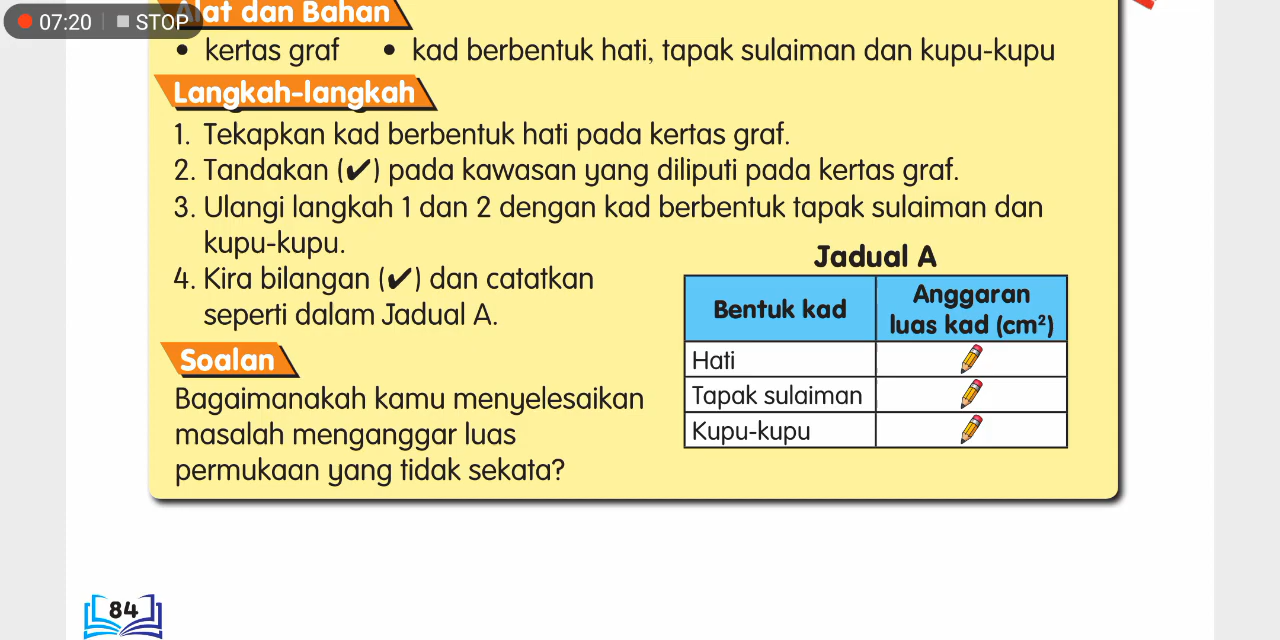 07:20 STOP
Alat dan Bahan
• kertas graf • kad berbentuk hati, tapak sulaiman dan kupu-kupu
Langkah-langkah
1. Tekapkan kad berbentuk hati pada kertas graf.
2. Tandakan (✔) pada kawasan yang diliputi pada kertas graf.
3. Ulangi langkah 1 dan 2 dengan kad berbentuk tapak sulaiman dan
kupu-kupu.
4. Kira bilangan (✔) dan catatkan
seperti dalam Jadual A.
Soalan
Bagaimanakah kamu menyelesaikan
masalah menganggar luas
permukaan yang tidak sekata?
Jadual A
Bentuk kad
Anggaran
luas kad (cm²)
Hati
Tapak sulaiman
Kupu-kupu
84